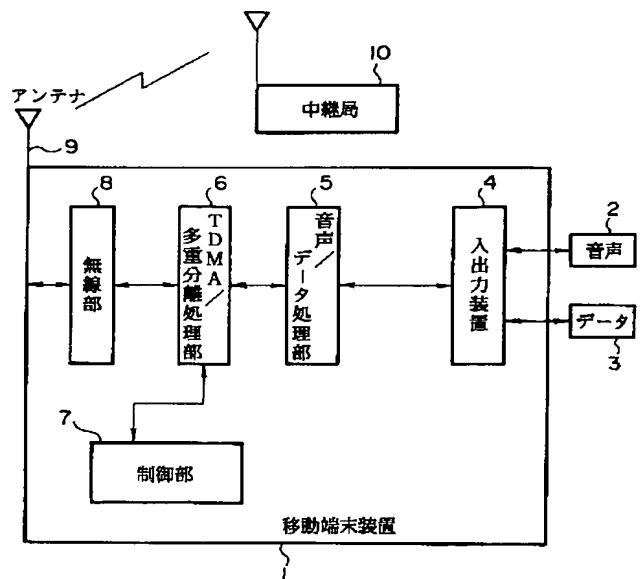 10
アンテナ
中継局
9
8
6
5
4
2
無線部
TDMA/
多重分離処理部
音声/
データ処理部
入出力装置
音声
データ
3
7
制御部
移動端末装置
1